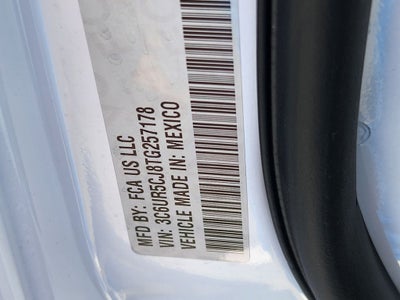 MFD BY: FCA US LLC
VIN: 3C6UR5CJ8TG257178
VEHICLE MADE IN: MEXICO